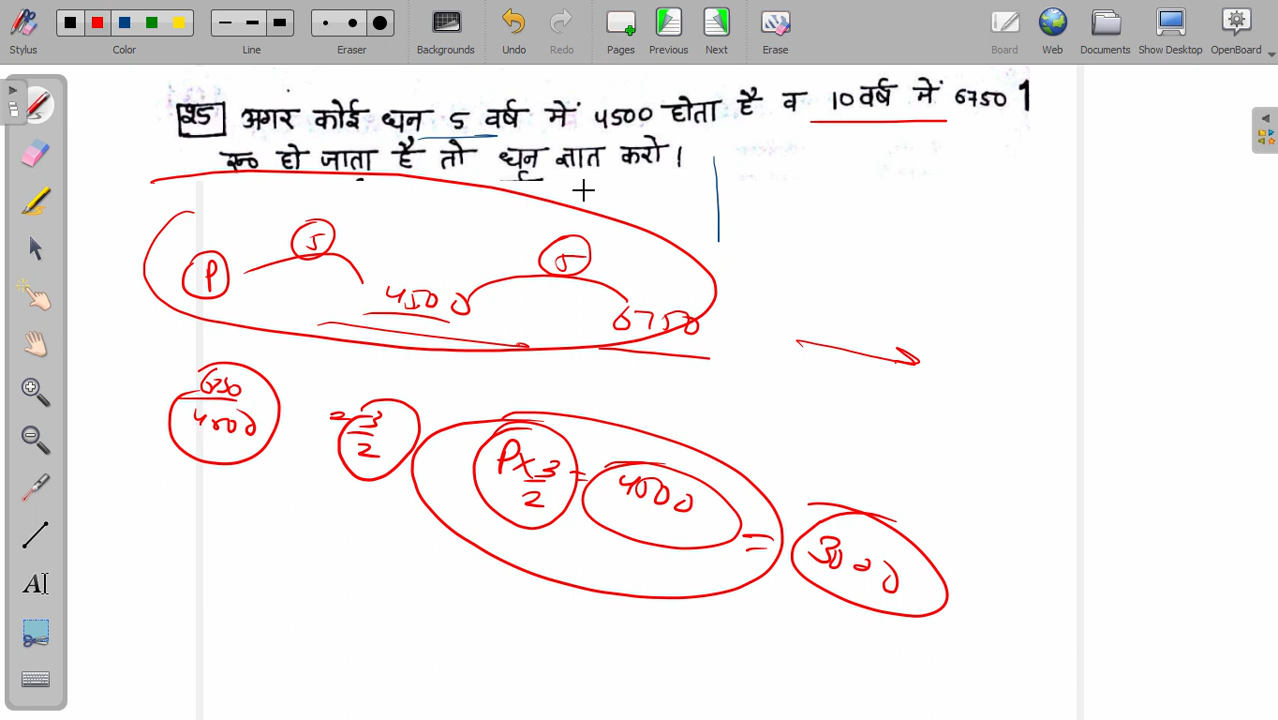 Stylus
Color
Line
Eraser
Backgrounds
Undo
Redo
Pages
Previous
Next
Erase
Board
Web
Documents
Show Desktop
OpenBoard
25 अगर कोई धन 5 वर्ष में 4500 होता है व 10 वर्ष में 6750
रू० हो जाता है तो धन ज्ञात करो।
P 5 4500 5 6750
6750/4500 = 3/2
P×3/2 = 4500 = 3000